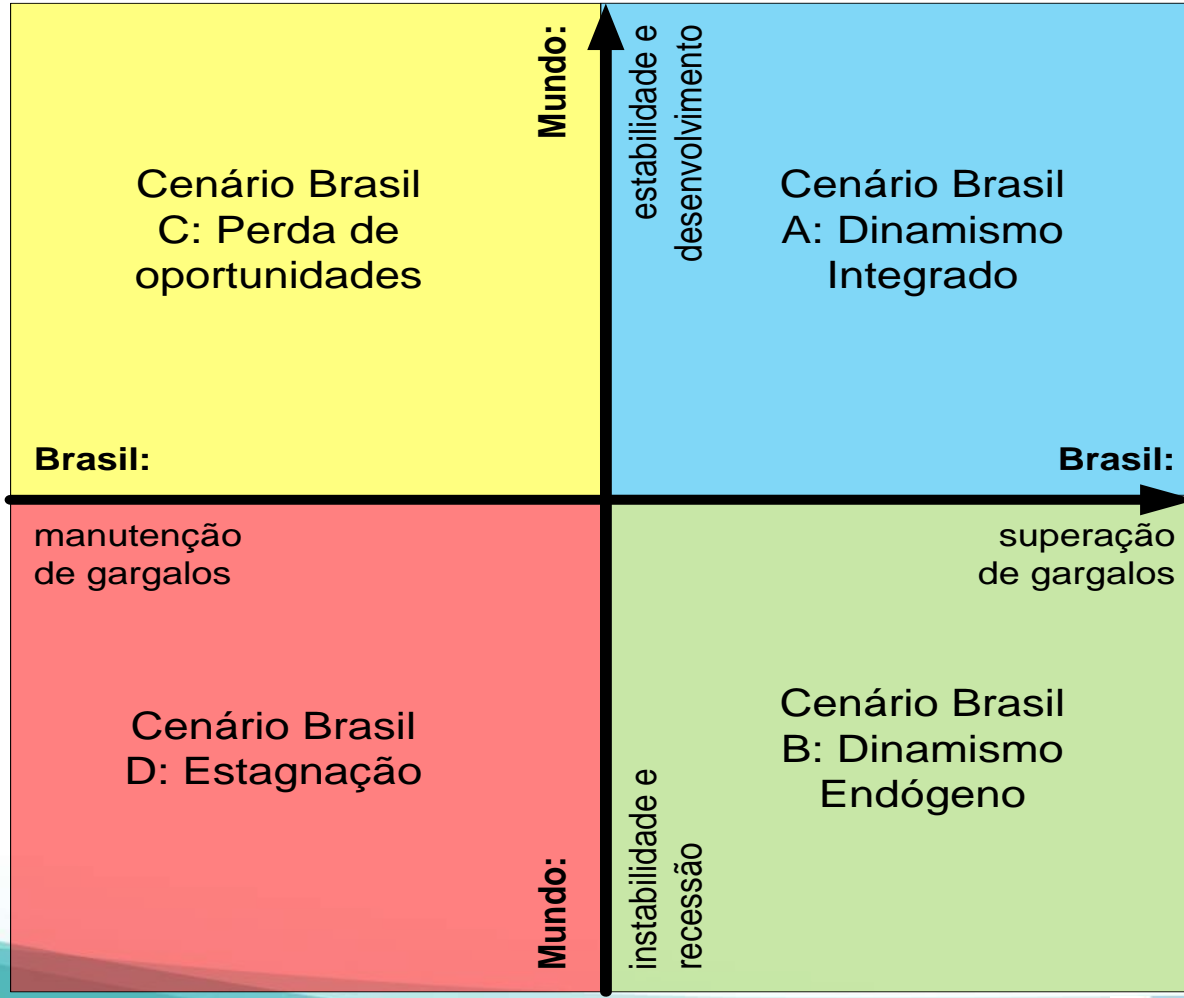 Mundo:
estabilidade e
desenvolvimento
Cenário Brasil
C: Perda de
oportunidades
Cenário Brasil
A: Dinamismo
Integrado
Brasil:
Brasil:
manutenção
de gargalos
superação
de gargalos
Cenário Brasil
D: Estagnação
Cenário Brasil
B: Dinamismo
Endógeno
Mundo:
instabilidade e
recessão